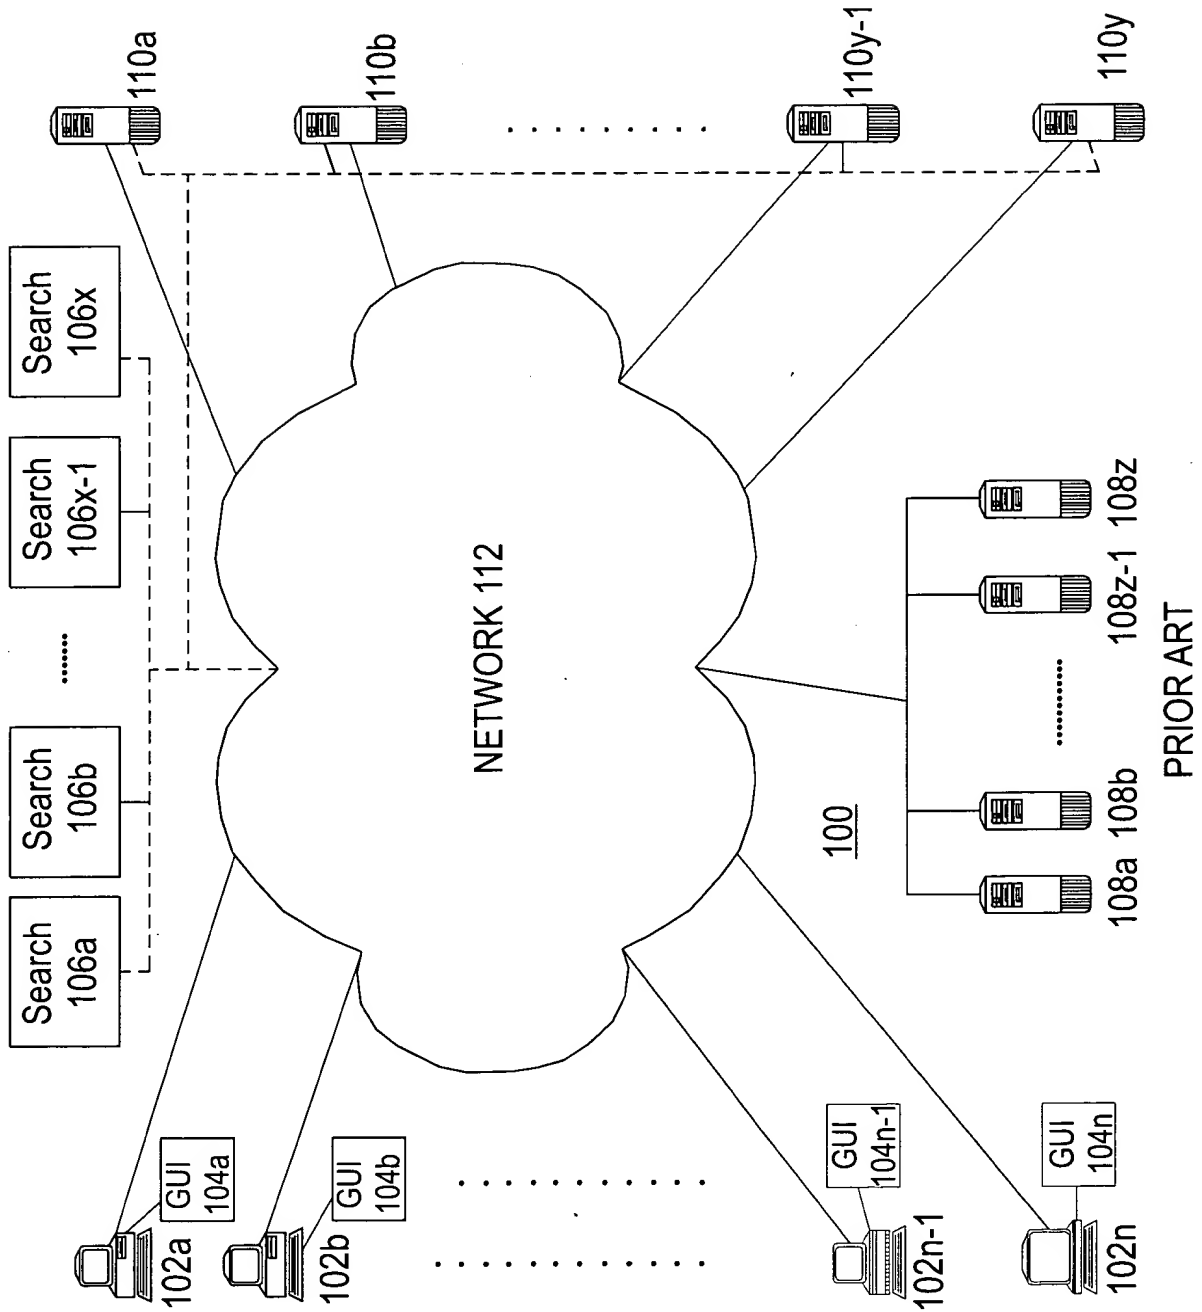 Search
106a
Search
106b
Search
106x-1
Search
106x
102a
GUI
104a
102b
GUI
104b
102n-1
GUI
104n-1
102n
GUI
104n
NETWORK 112
110a
110b
110y-1
110y
100
108a
108b
108z-1
108z
PRIOR ART